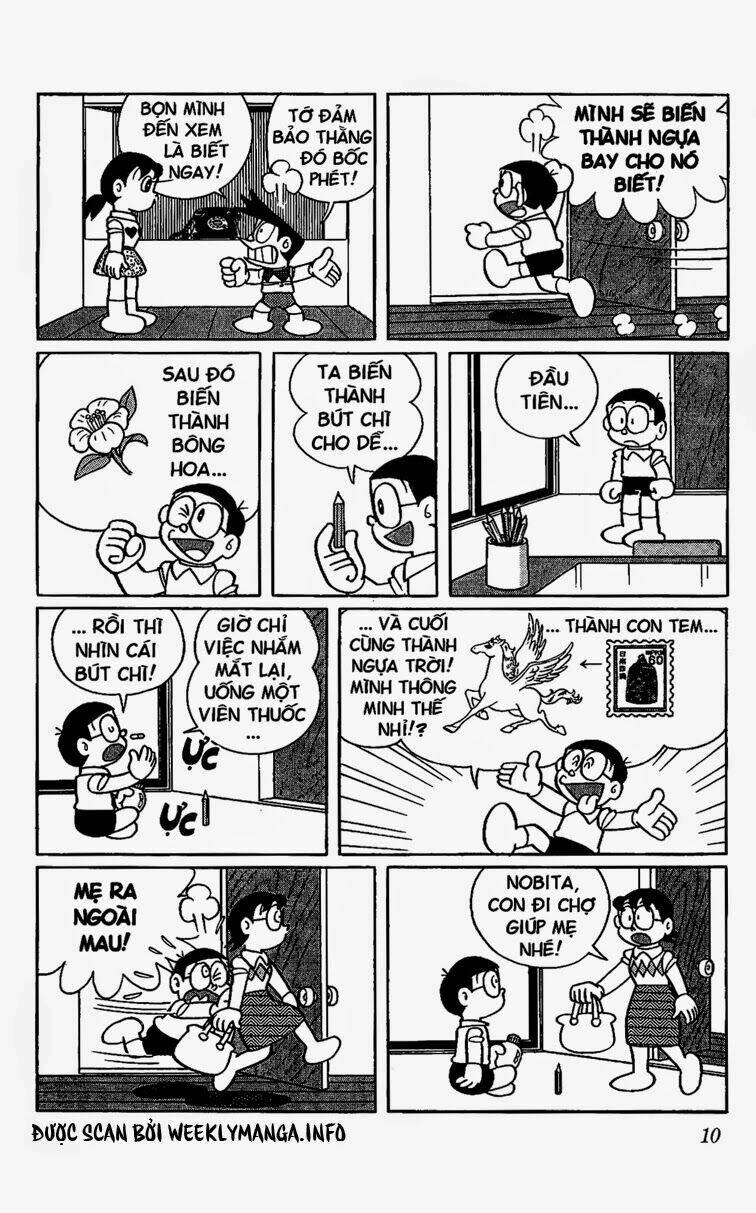 MÌNH SẼ BIẾN
THÀNH NGỰA
BAY CHO NÓ
BIẾT!
TỚ ĐẢM
BẢO THẰNG
ĐÓ BỐC
PHÉT!
BỌN MÌNH
ĐẾN XEM
LÀ BIẾT
NGAY!
ĐẦU
TIÊN...
TA BIẾN
THÀNH
BÚT CHÌ
CHO DẾ...
SAU ĐÓ
BIẾN
THÀNH
BÔNG
HOA...
... THÀNH CON TEM...
60
... VÀ CUỐI
CÙNG THÀNH
NGỰA TRỜI!
MÌNH THÔNG
MINH THẾ
NHỈ!?
GIỜ CHỈ
VIỆC NHẮM
MẮT LẠI,
UỐNG MỘT
VIÊN THUỐC
...
... RỒI THÌ
NHÌN CÁI
BÚT CHÌ!
ỰC
ỰC
NOBITA,
CON ĐI CHỢ
GIÚP MẸ
NHÉ!
MẸ RA
NGOÀI
MAU!
ĐƯỢC SCAN BỞI WEEKLYMANGA.INFO
10